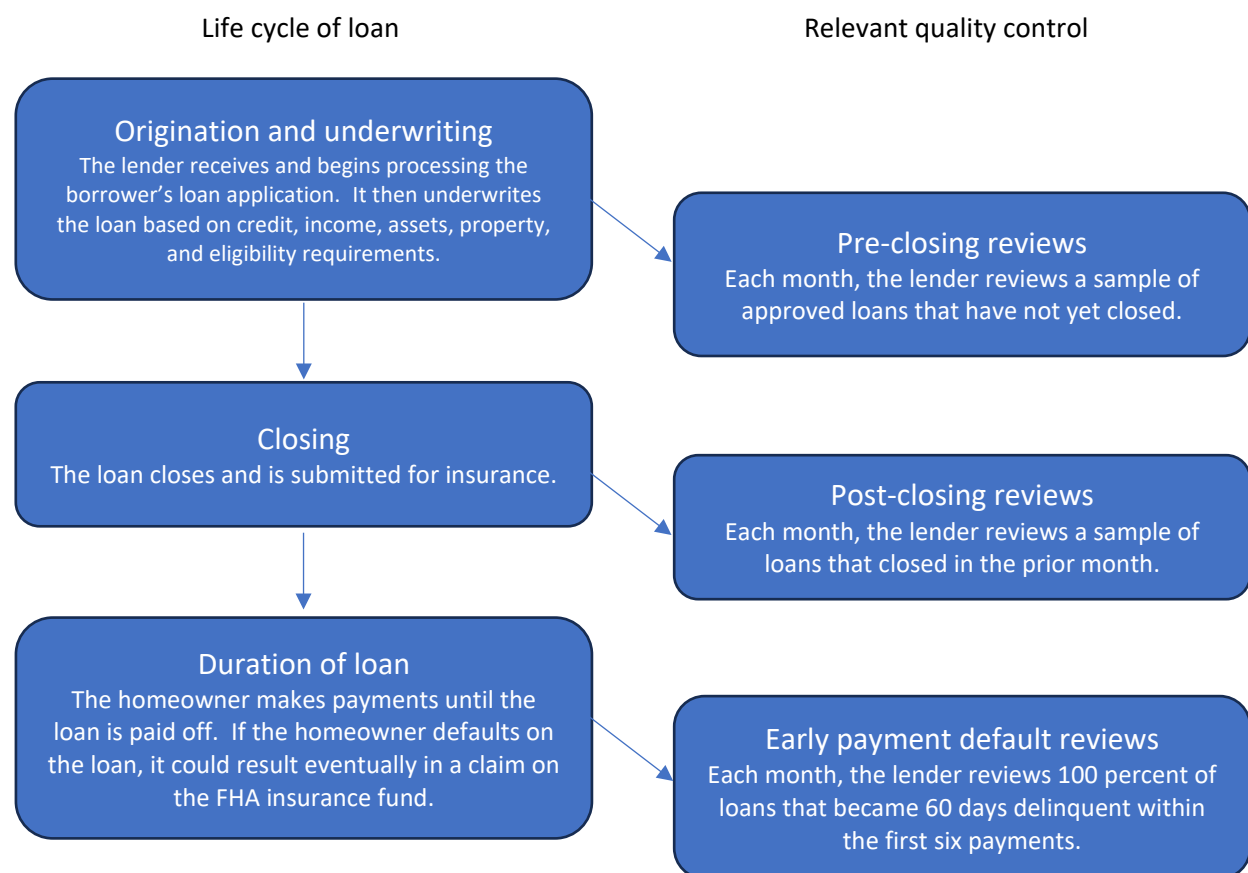 Life cycle of loan
Relevant quality control
Origination and underwriting
The lender receives and begins processing the
borrower’s loan application.  It then underwrites
the loan based on credit, income, assets, property,
and eligibility requirements.
Pre-closing reviews
Each month, the lender reviews a sample of
approved loans that have not yet closed.
Closing
The loan closes and is submitted for insurance.
Post-closing reviews
Each month, the lender reviews a sample of
loans that closed in the prior month.
Duration of loan
The homeowner makes payments until the
loan is paid off.  If the homeowner defaults on
the loan, it could result eventually in a claim on
the FHA insurance fund.
Early payment default reviews
Each month, the lender reviews 100 percent of
loans that became 60 days delinquent within
the first six payments.